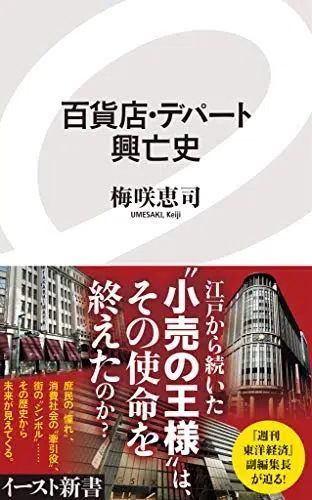 百貨店・デパート
興亡史
梅咲恵司
UMESAKI, Keiji
江戸から続いた
“小売の王様”は、
その使命を
終えたのか?
庶民の“憧れ”、
消費社会の“牽引役”、
街の“シンボル”……
その歴史から
未来が見えてくる。
『週刊
東洋経済』
副編集長
が迫る!
イースト新書